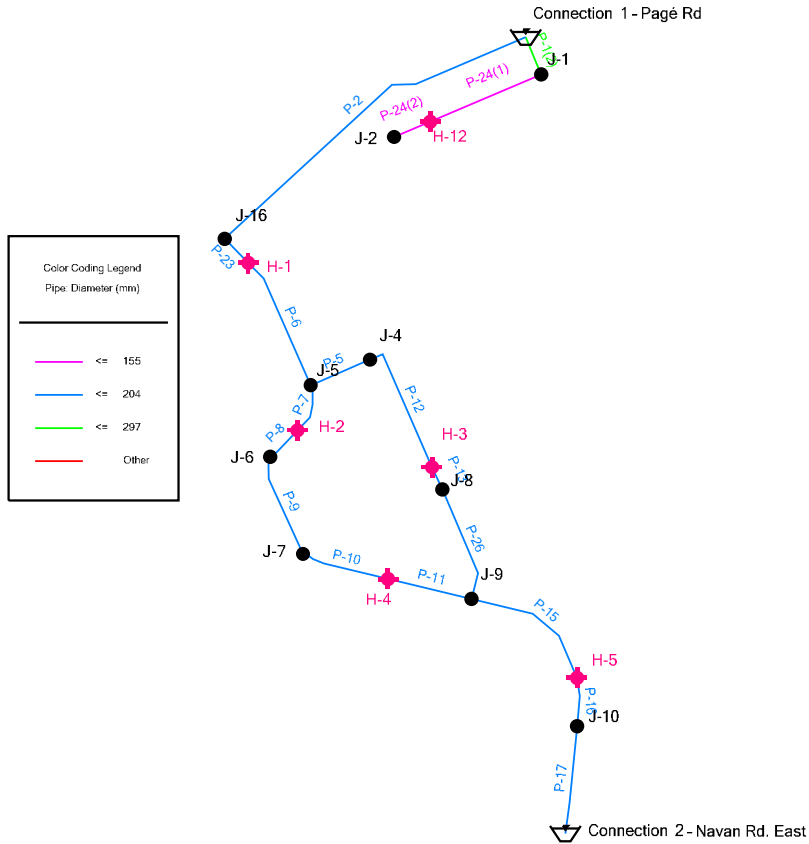 Connection 1 - Pagé Rd
J-1
P-24(1)
P-2
P-24(2)
J-2
H-12
J-16
P-23
H-1
Color Coding Legend
Pipe: Diameter (mm)
<= 155
<= 204
<= 297
Other
P-6
J-4
P-5
J-5
P-12
P-7
H-2
P-8
H-3
J-6
P-13
J-8
P-9
P-26
J-7
P-10
P-11
J-9
H-4
P-15
H-5
P-16
J-10
P-17
Connection 2 - Navan Rd. East